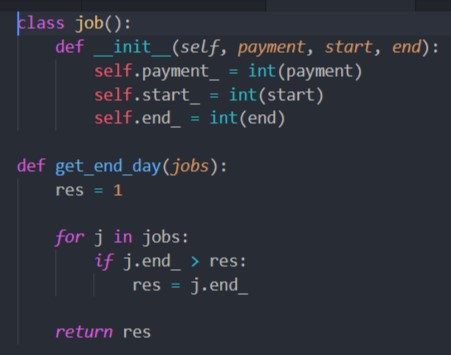 class job():
    def __init__(self, payment, start, end):
        self.payment_ = int(payment)
        self.start_ = int(start)
        self.end_ = int(end)

def get_end_day(jobs):
    res = 1

    for j in jobs:
        if j.end_ > res:
            res = j.end_

    return res